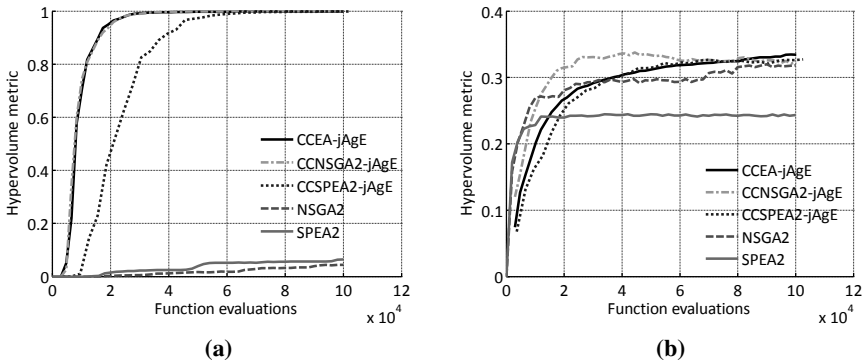 Hypervolume metric
1
0.8
0.6
0.4
0.2
0
CCEA-jAgE
CCNSGA2-jAgE
CCSPEA2-jAgE
NSGA2
SPEA2
0 2 4 6 8 10 12
Function evaluations
x 10^4
(a)
Hypervolume metric
0.4
0.3
0.2
0.1
0
CCEA-jAgE
CCNSGA2-jAgE
CCSPEA2-jAgE
NSGA2
SPEA2
0 2 4 6 8 10 12
Function evaluations
x 10^4
(b)